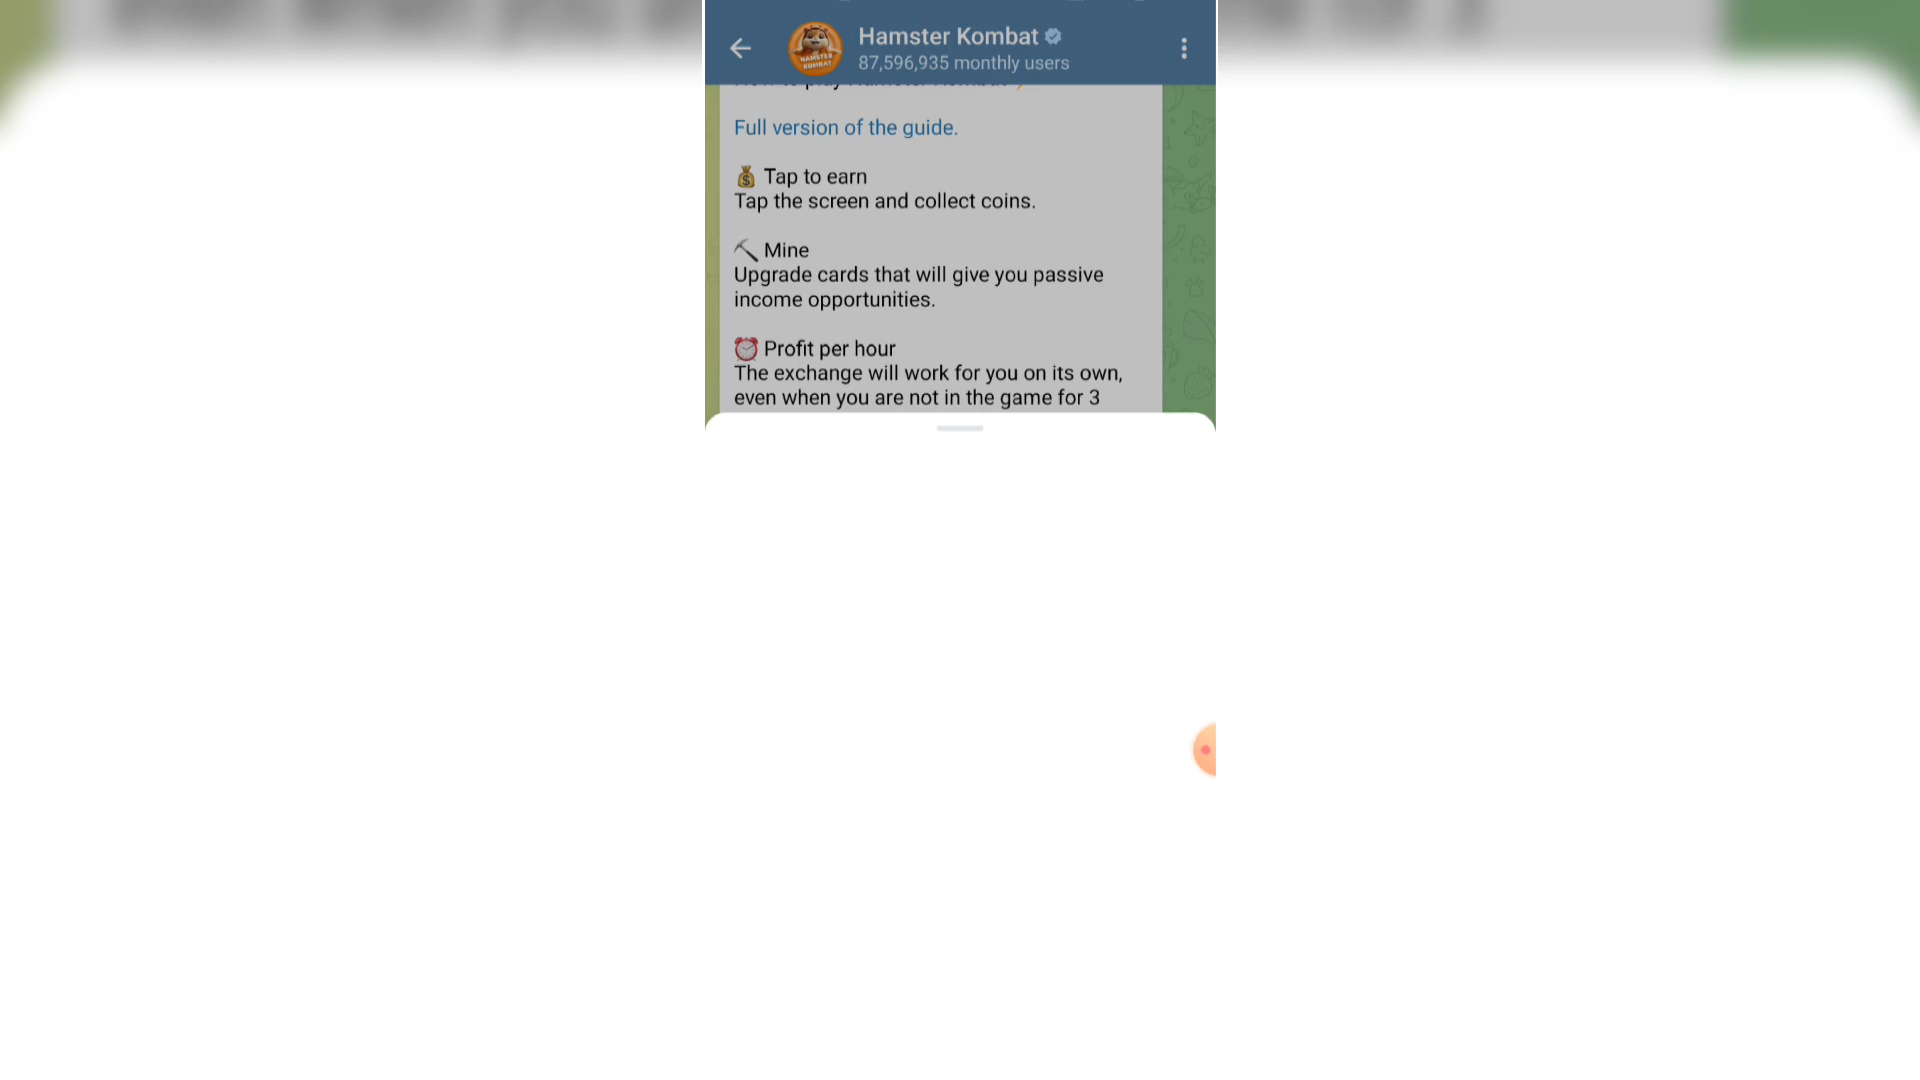 Hamster Kombat
87,596,935 monthly users
Full version of the guide.
💰 Tap to earn
Tap the screen and collect coins.
⛏ Mine
Upgrade cards that will give you passive
income opportunities.
⏰ Profit per hour
The exchange will work for you on its own,
even when you are not in the game for 3